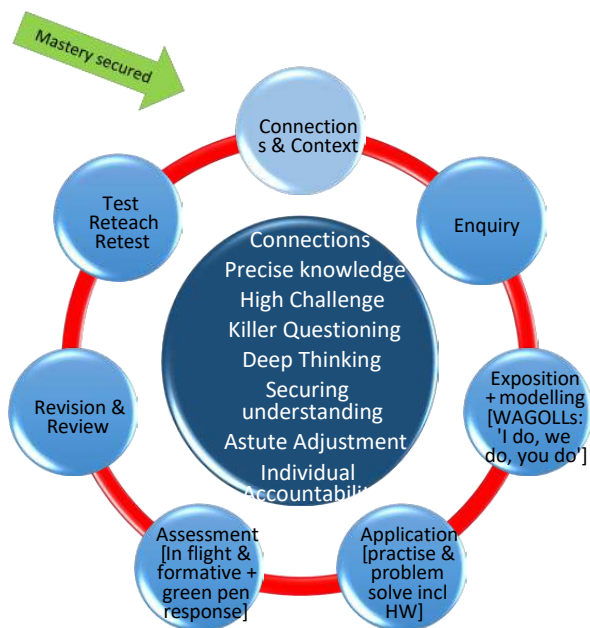 Mastery secured
Connection
s & Context
Enquiry
Exposition
+ modelling
[WAGOLLs:
'I do, we
do, you do']
Application
[practise &
problem
solve incl
HW]
Assessment
[In flight &
formative +
green pen
response]
Revision &
Review
Test
Reteach
Retest
Connections
Precise knowledge
High Challenge
Killer Questioning
Deep Thinking
Securing
understanding
Astute Adjustment
Individual
Accountabilit